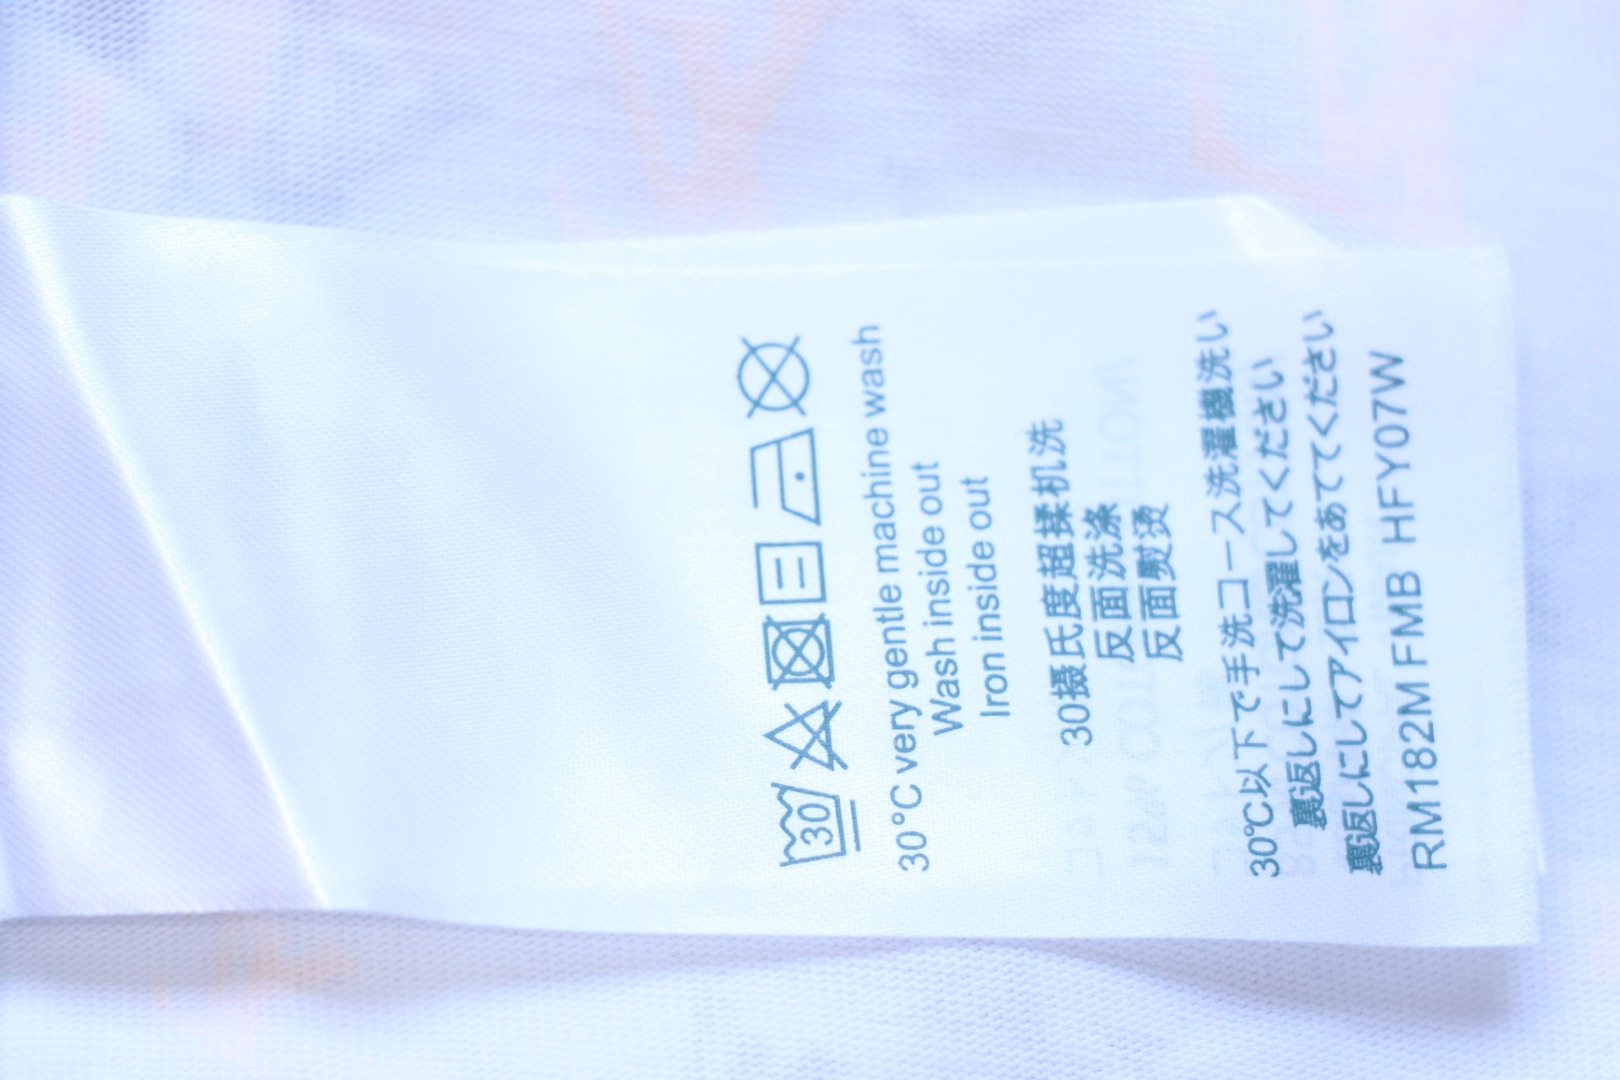 30
30°C very gentle machine wash
Wash inside out
Iron inside out
30摄氏度超揉机洗
反面洗涤
反面熨烫
30℃以下で手洗コース洗濯機洗い
裏返しにして洗濯してください
裏返しにしてアイロンをあててください
RM182M FMB HFY07W